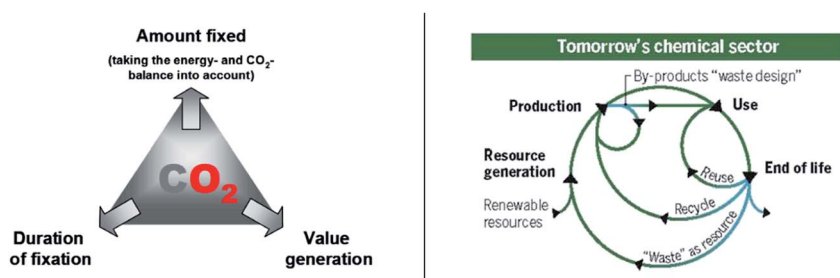 Amount fixed
(taking the energy- and CO₂-
balance into account)
CO₂
Duration
of fixation
Value
generation
Tomorrow's chemical sector
By-products "waste design"
Production
Use
Resource
generation
End of life
Reuse
Renewable
resources
Recycle
"Waste" as resource